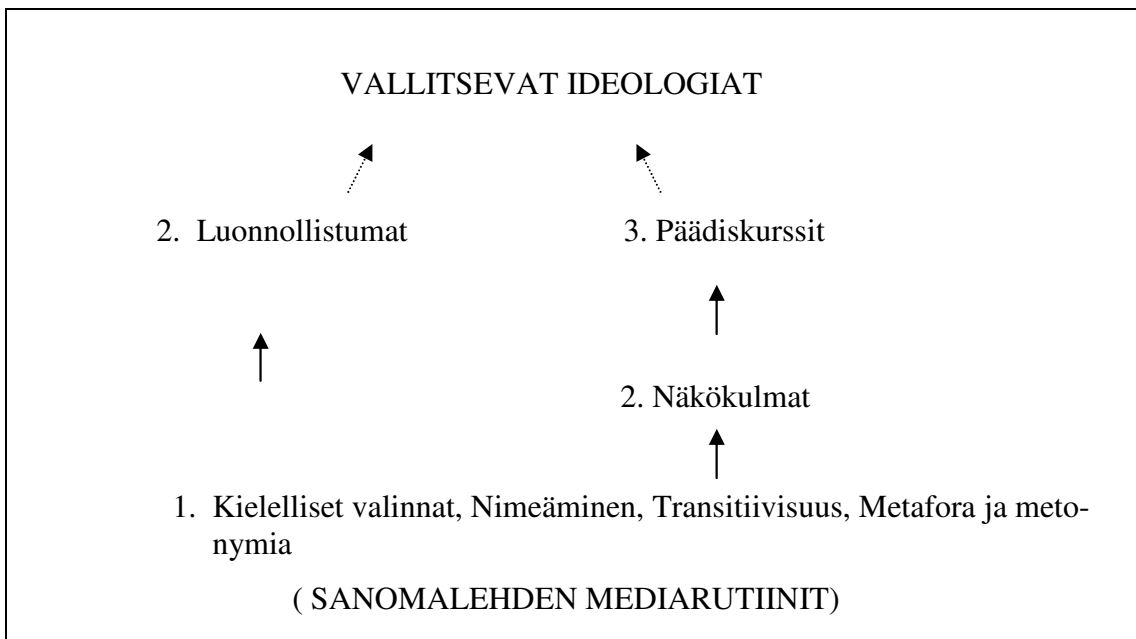 VALLITSEVAT IDEOLOGIAT
2. Luonnollistumat 3. Päädiskurssit
2. Näkökulmat
1. Kielelliset valinnat, Nimeäminen, Transitiivisuus, Metafora ja meto-
nymia
( SANOMALEHDEN MEDIARUTIINIT)